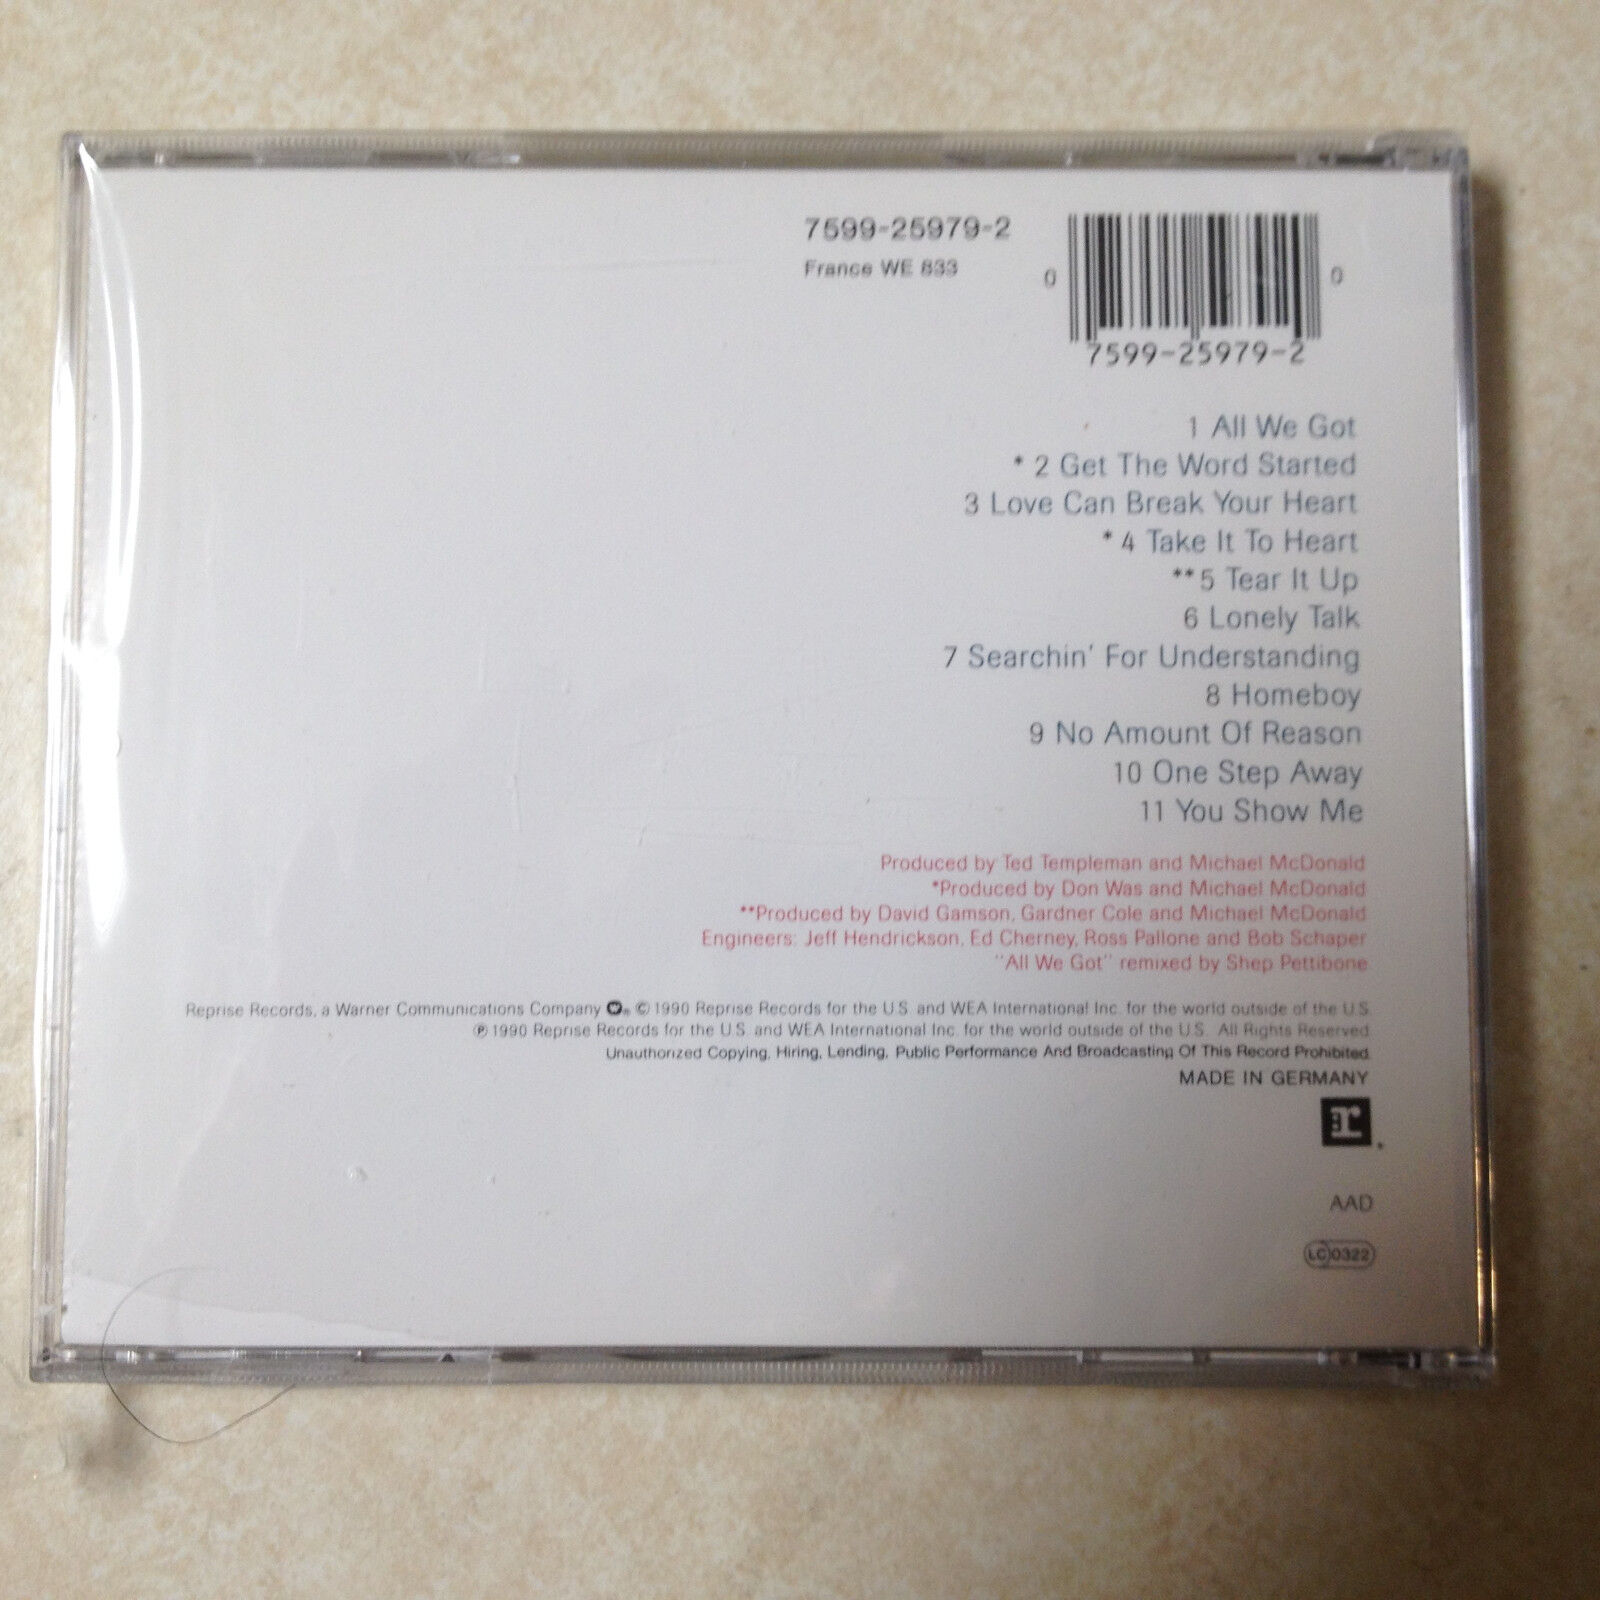 7599-25979-2
France WE 833
0 0
7599-25979-2
1 All We Got
* 2 Get The Word Started
3 Love Can Break Your Heart
* 4 Take It To Heart
** 5 Tear It Up
6 Lonely Talk
7 Searchin' For Understanding
8 Homeboy
9 No Amount Of Reason
10 One Step Away
11 You Show Me
Produced by Ted Templeman and Michael McDonald
*Produced by Don Was and Michael McDonald
**Produced by David Gamson, Gardner Cole and Michael McDonald
Engineers: Jeff Hendrickson, Ed Cherney, Ross Pallone and Bob Schaper
"All We Got" remixed by Shep Pettibone
Reprise Records, a Warner Communications Company W. © 1990 Reprise Records for the U.S. and WEA International Inc. for the world outside of the U.S.
℗ 1990 Reprise Records for the U.S. and WEA International Inc. for the world outside of the U.S. All Rights Reserved.
Unauthorized Copying, Hiring, Lending, Public Performance And Broadcasting Of This Record Prohibited.
MADE IN GERMANY
r
AAD
LC 0322